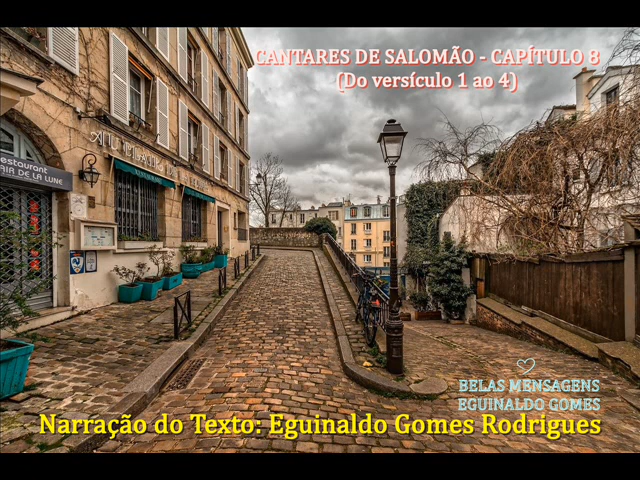 CANTARES DE SALOMÃO - CAPÍTULO 8
(Do versículo 1 ao 4)
Restaurant
AIR DE LA LUNE
BELAS MENSAGENS
EGUINALDO GOMES
Narração do Texto: Eguinaldo Gomes Rodrigues